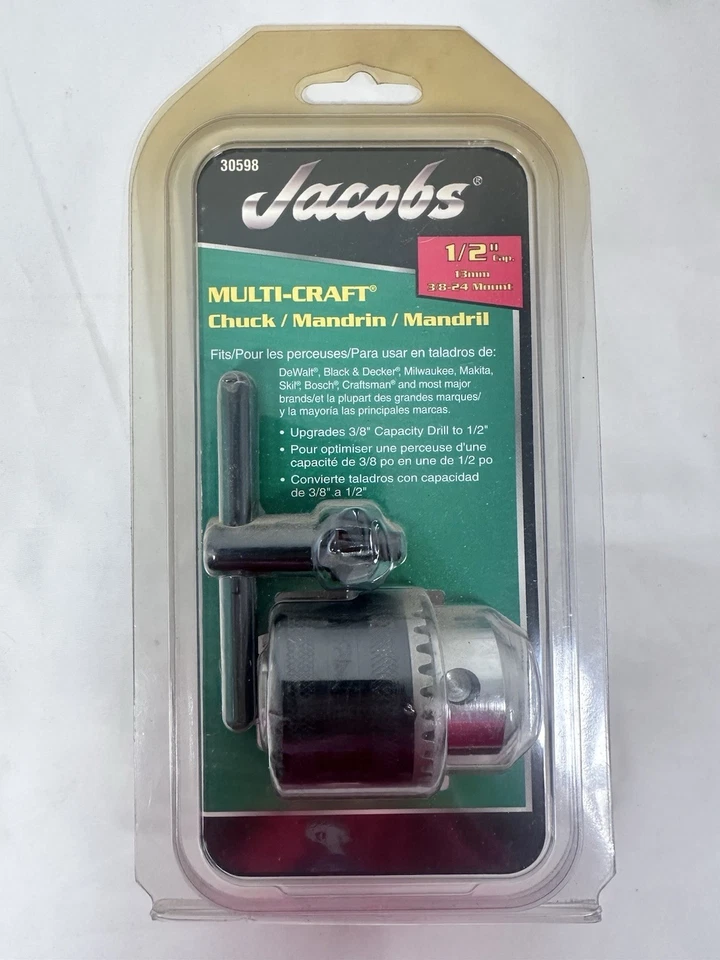 30598
Jacobs®
1/2" Cap.
13mm
3/8-24 Mount
MULTI-CRAFT®
Chuck / Mandrin / Mandril
Fits/Pour les perceuses/Para usar en taladros de:
DeWalt®, Black & Decker®, Milwaukee, Makita,
Skil®, Bosch®, Craftsman® and most major
brands/et la plupart des grandes marques/
y la mayoría las principales marcas.
• Upgrades 3/8" Capacity Drill to 1/2"
• Pour optimiser une perceuse d'une
capacité de 3/8 po en une de 1/2 po
• Convierte taladros con capacidad
de 3/8" a 1/2"